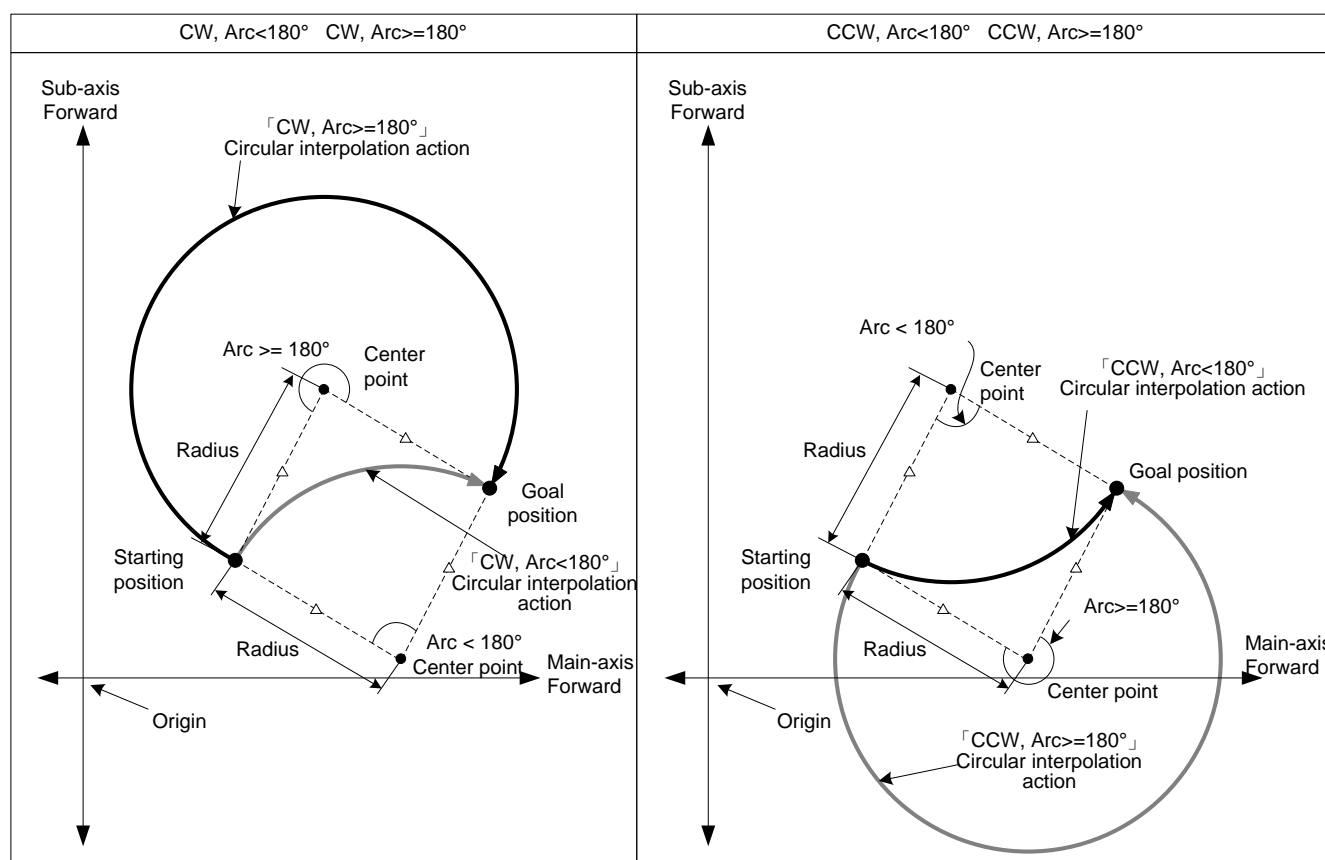 CW, Arc<180° CW, Arc>=180°
Sub-axis
Forward
「CW, Arc>=180°」
Circular interpolation action
Arc >= 180°
Center
point
Radius
Goal
position
Starting
position
「CW, Arc<180°」
Circular interpolation
action
Radius
Arc < 180°
Center point
Main-axis
Forward
Origin
CCW, Arc<180° CCW, Arc>=180°
Sub-axis
Forward
Arc < 180°
Center
point
「CCW, Arc<180°」
Circular interpolation action
Radius
Goal position
Starting
position
Arc>=180°
Radius
Main-axis
Forward
Center point
Origin
「CCW, Arc>=180°」
Circular interpolation
action